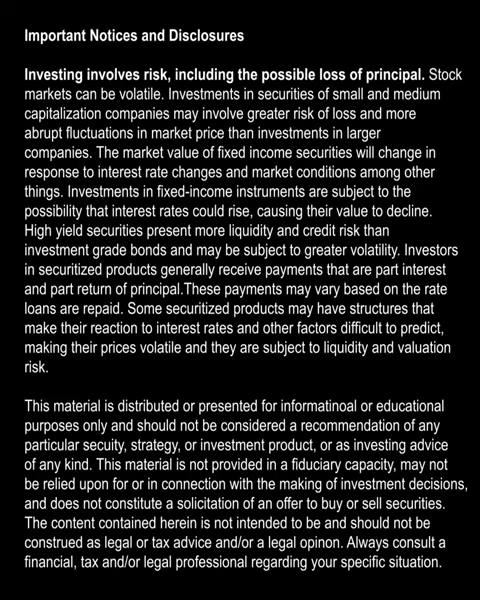 Important Notices and Disclosures
Investing involves risk, including the possible loss of principal. Stock
markets can be volatile. Investments in securities of small and medium
capitalization companies may involve greater risk of loss and more
abrupt fluctuations in market price than investments in larger
companies. The market value of fixed income securities will change in
response to interest rate changes and market conditions among other
things. Investments in fixed-income instruments are subject to the
possibility that interest rates could rise, causing their value to decline.
High yield securities present more liquidity and credit risk than
investment grade bonds and may be subject to greater volatility. Investors
in securitized products generally receive payments that are part interest
and part return of principal.These payments may vary based on the rate
loans are repaid. Some securitized products may have structures that
make their reaction to interest rates and other factors difficult to predict,
making their prices volatile and they are subject to liquidity and valuation
risk.
This material is distributed or presented for informatinoal or educational
purposes only and should not be considered a recommendation of any
particular secuity, strategy, or investment product, or as investing advice
of any kind. This material is not provided in a fiduciary capacity, may not
be relied upon for or in connection with the making of investment decisions,
and does not constitute a solicitation of an offer to buy or sell securities.
The content contained herein is not intended to be and should not be
construed as legal or tax advice and/or a legal opinon. Always consult a
financial, tax and/or legal professional regarding your specific situation.